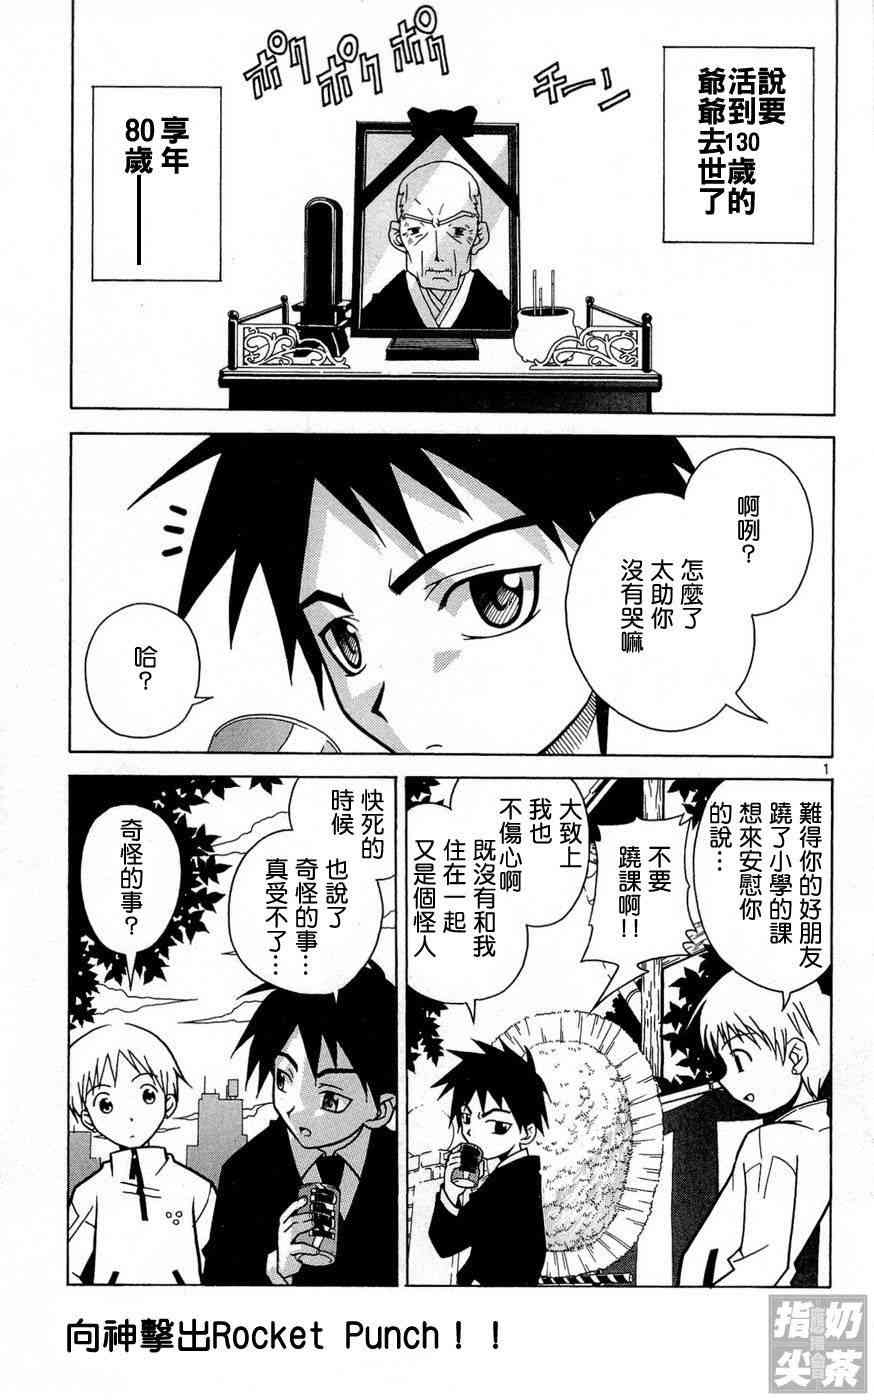 說要
活到130歲的
爺爺去世了
チーン
ポク
ポク
ポク
享年
80歲——
啊咧?
怎麼了
太助你
沒有哭嘛
哈?
1
難得你的好朋友
蹺了小學的課
想來安慰你
的說…
不要
蹺課啊!!
大致上
我也
不傷心啊
既沒有和我
住在一起
又是個怪人
快死的
時候
也說了
奇怪的事…
真受不了…
奇怪的事?
向神擊出Rocket Punch!!
指尖
奶茶